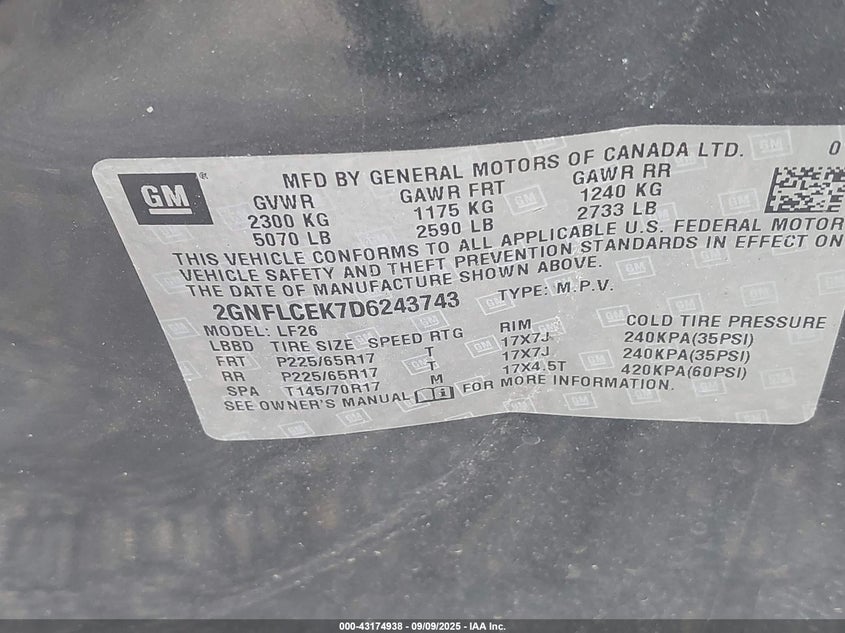 GM
MFD BY GENERAL MOTORS OF CANADA LTD. 0
GVWR GAWR FRT GAWR RR
2300 KG 1175 KG 1240 KG
5070 LB 2590 LB 2733 LB
THIS VEHICLE CONFORMS TO ALL APPLICABLE U.S. FEDERAL MOTOR
VEHICLE SAFETY AND THEFT PREVENTION STANDARDS IN EFFECT ON
THE DATE OF MANUFACTURE SHOWN ABOVE.
2GNFLCEK7D6243743 TYPE: M.P.V.
MODEL: LF26
LBBD TIRE SIZE SPEED RTG RIM COLD TIRE PRESSURE
FRT P225/65R17 T 17X7J 240KPA(35PSI)
RR P225/65R17 T 17X7J 240KPA(35PSI)
SPA T145/70R17 M 17X4.5T 420KPA(60PSI)
SEE OWNER'S MANUAL FOR MORE INFORMATION.
000-43174938 - 09/09/2025 - IAA Inc.